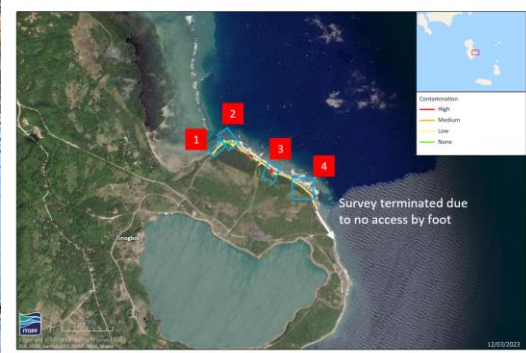 Contamination
High
Medium
Low
None
2
1
3
4
Survey terminated due
to no access by foot
Tinogboc
ITOPF
12/03/2023